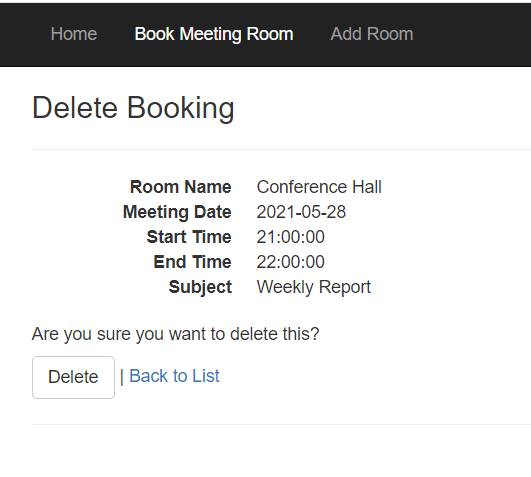 Home Book Meeting Room Add Room
Delete Booking
Room Name Conference Hall
Meeting Date 2021-05-28
Start Time 21:00:00
End Time 22:00:00
Subject Weekly Report
Are you sure you want to delete this?
Delete | Back to List